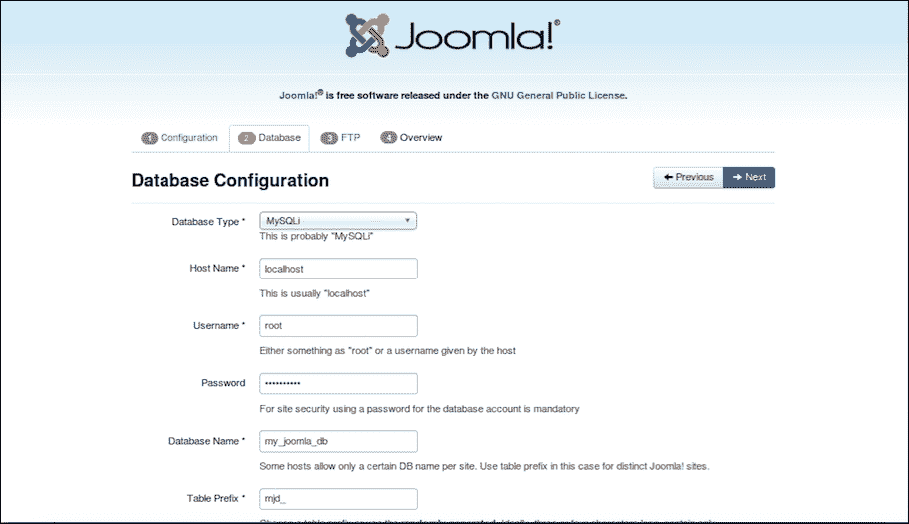 Joomla!®
Joomla!® is free software released under the GNU General Public License.
1 Configuration 2 Database 3 FTP 4 Overview
Database Configuration
Previous Next
Database Type * MySQLi
This is probably "MySQLi"
Host Name * localhost
This is usually "localhost"
Username * root
Either something as "root" or a username given by the host
Password ••••••••••
For site security using a password for the database account is mandatory
Database Name * my_joomla_db
Some hosts allow only a certain DB name per site. Use table prefix in this case for distinct Joomla! sites.
Table Prefix * mjd_